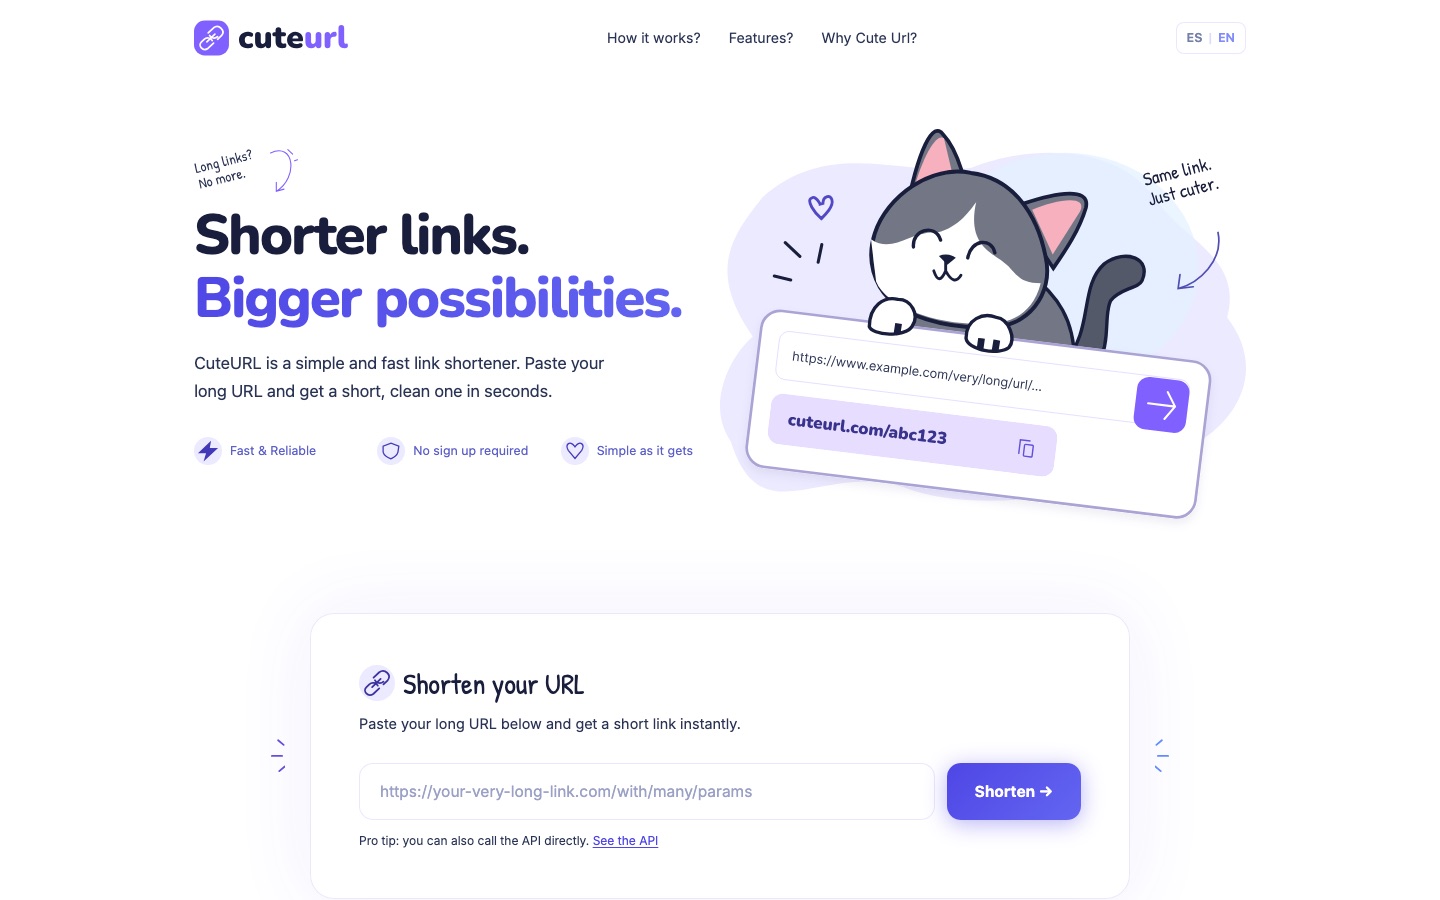 cuteurl
How it works?
Features?
Why Cute Url?
ES | EN
Long links?
No more.
Shorter links.
Bigger possibilities.
CuteURL is a simple and fast link shortener. Paste your
long URL and get a short, clean one in seconds.
Fast & Reliable
No sign up required
Simple as it gets
Same link.
Just cuter.
https://www.example.com/very/long/url/...
cuteurl.com/abc123
Shorten your URL
Paste your long URL below and get a short link instantly.
https://your-very-long-link.com/with/many/params
Shorten →
Pro tip: you can also call the API directly. See the API